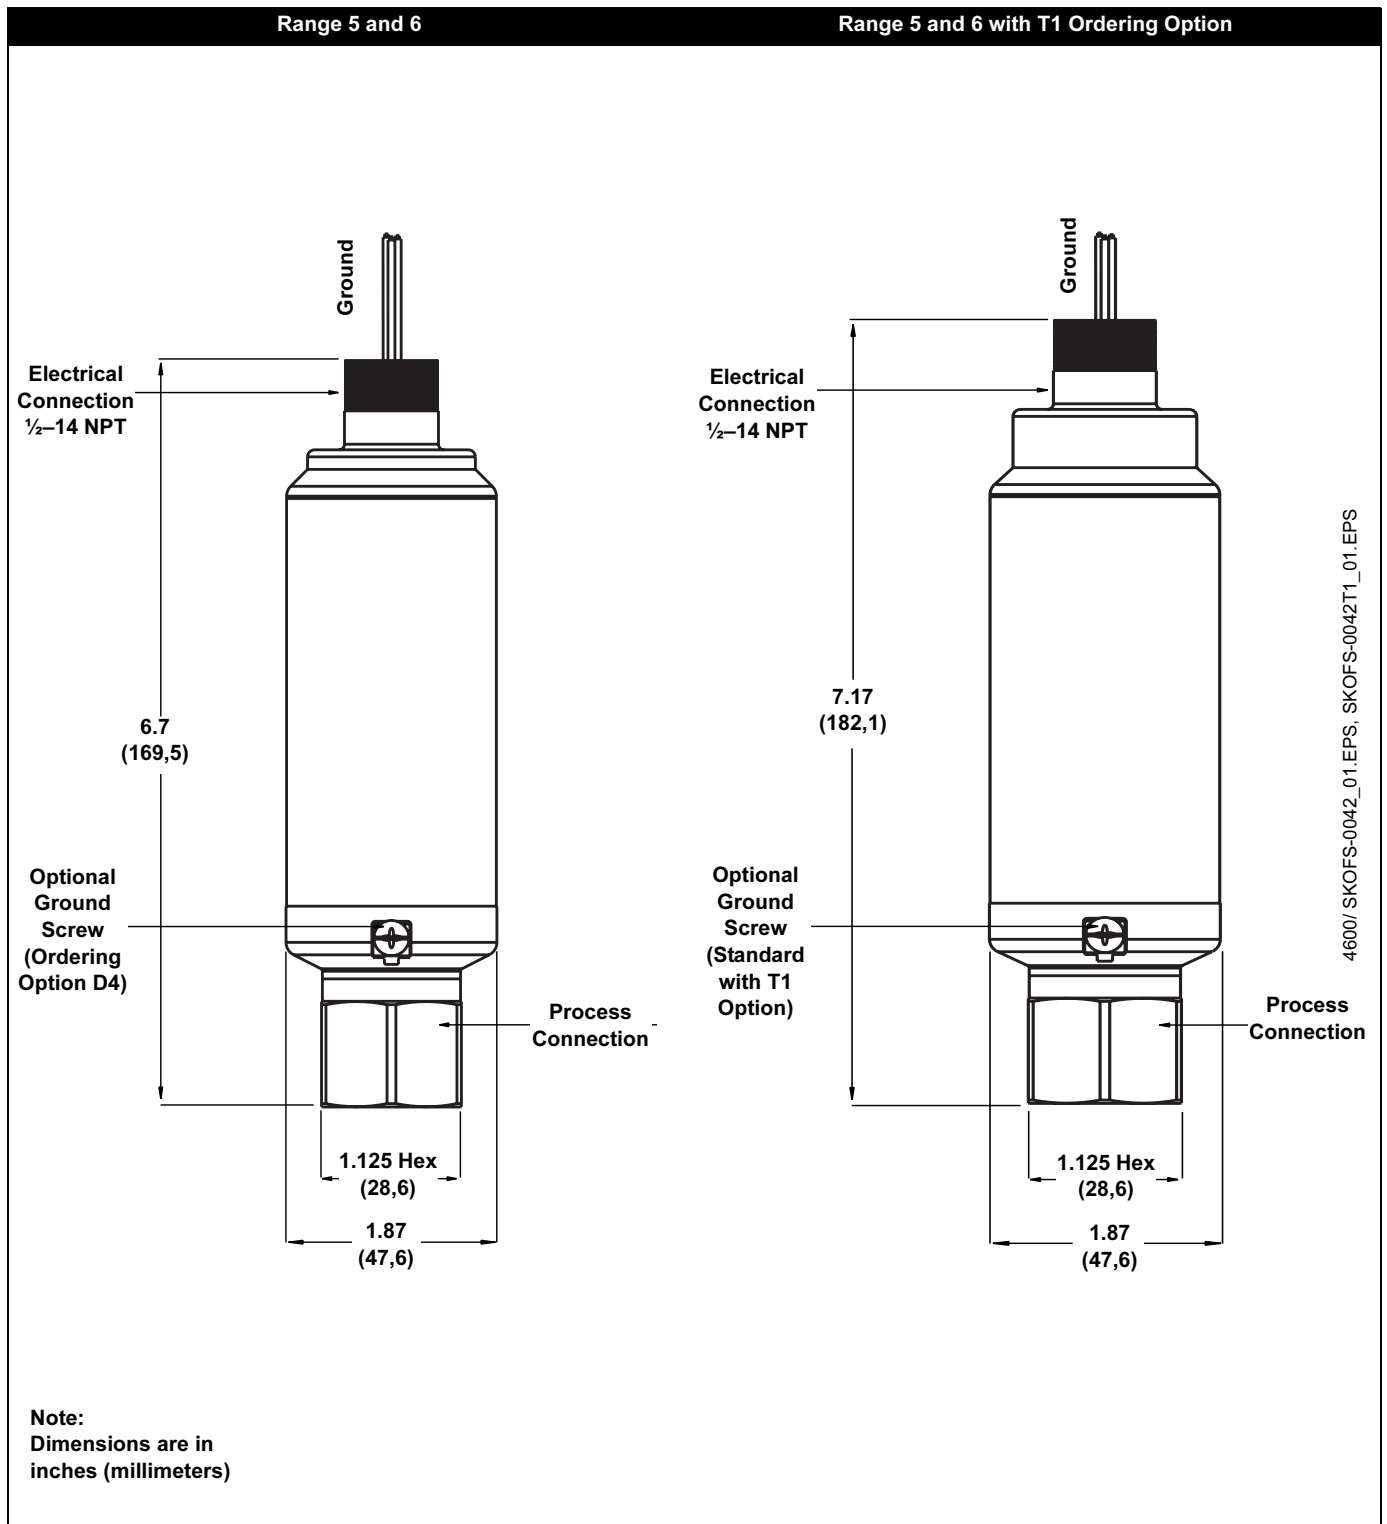 Range 5 and 6
Range 5 and 6 with T1 Ordering Option
Ground
Electrical
Connection
½–14 NPT
6.7
(169,5)
Optional
Ground
Screw
(Ordering
Option D4)
Process
Connection
1.125 Hex
(28,6)
1.87
(47,6)
Ground
Electrical
Connection
½–14 NPT
7.17
(182,1)
Optional
Ground
Screw
(Standard
with T1
Option)
Process
Connection
1.125 Hex
(28,6)
1.87
(47,6)
4600/ SKOFS-0042_01.EPS, SKOFS-0042T1_01.EPS
Note:
Dimensions are in
inches (millimeters)